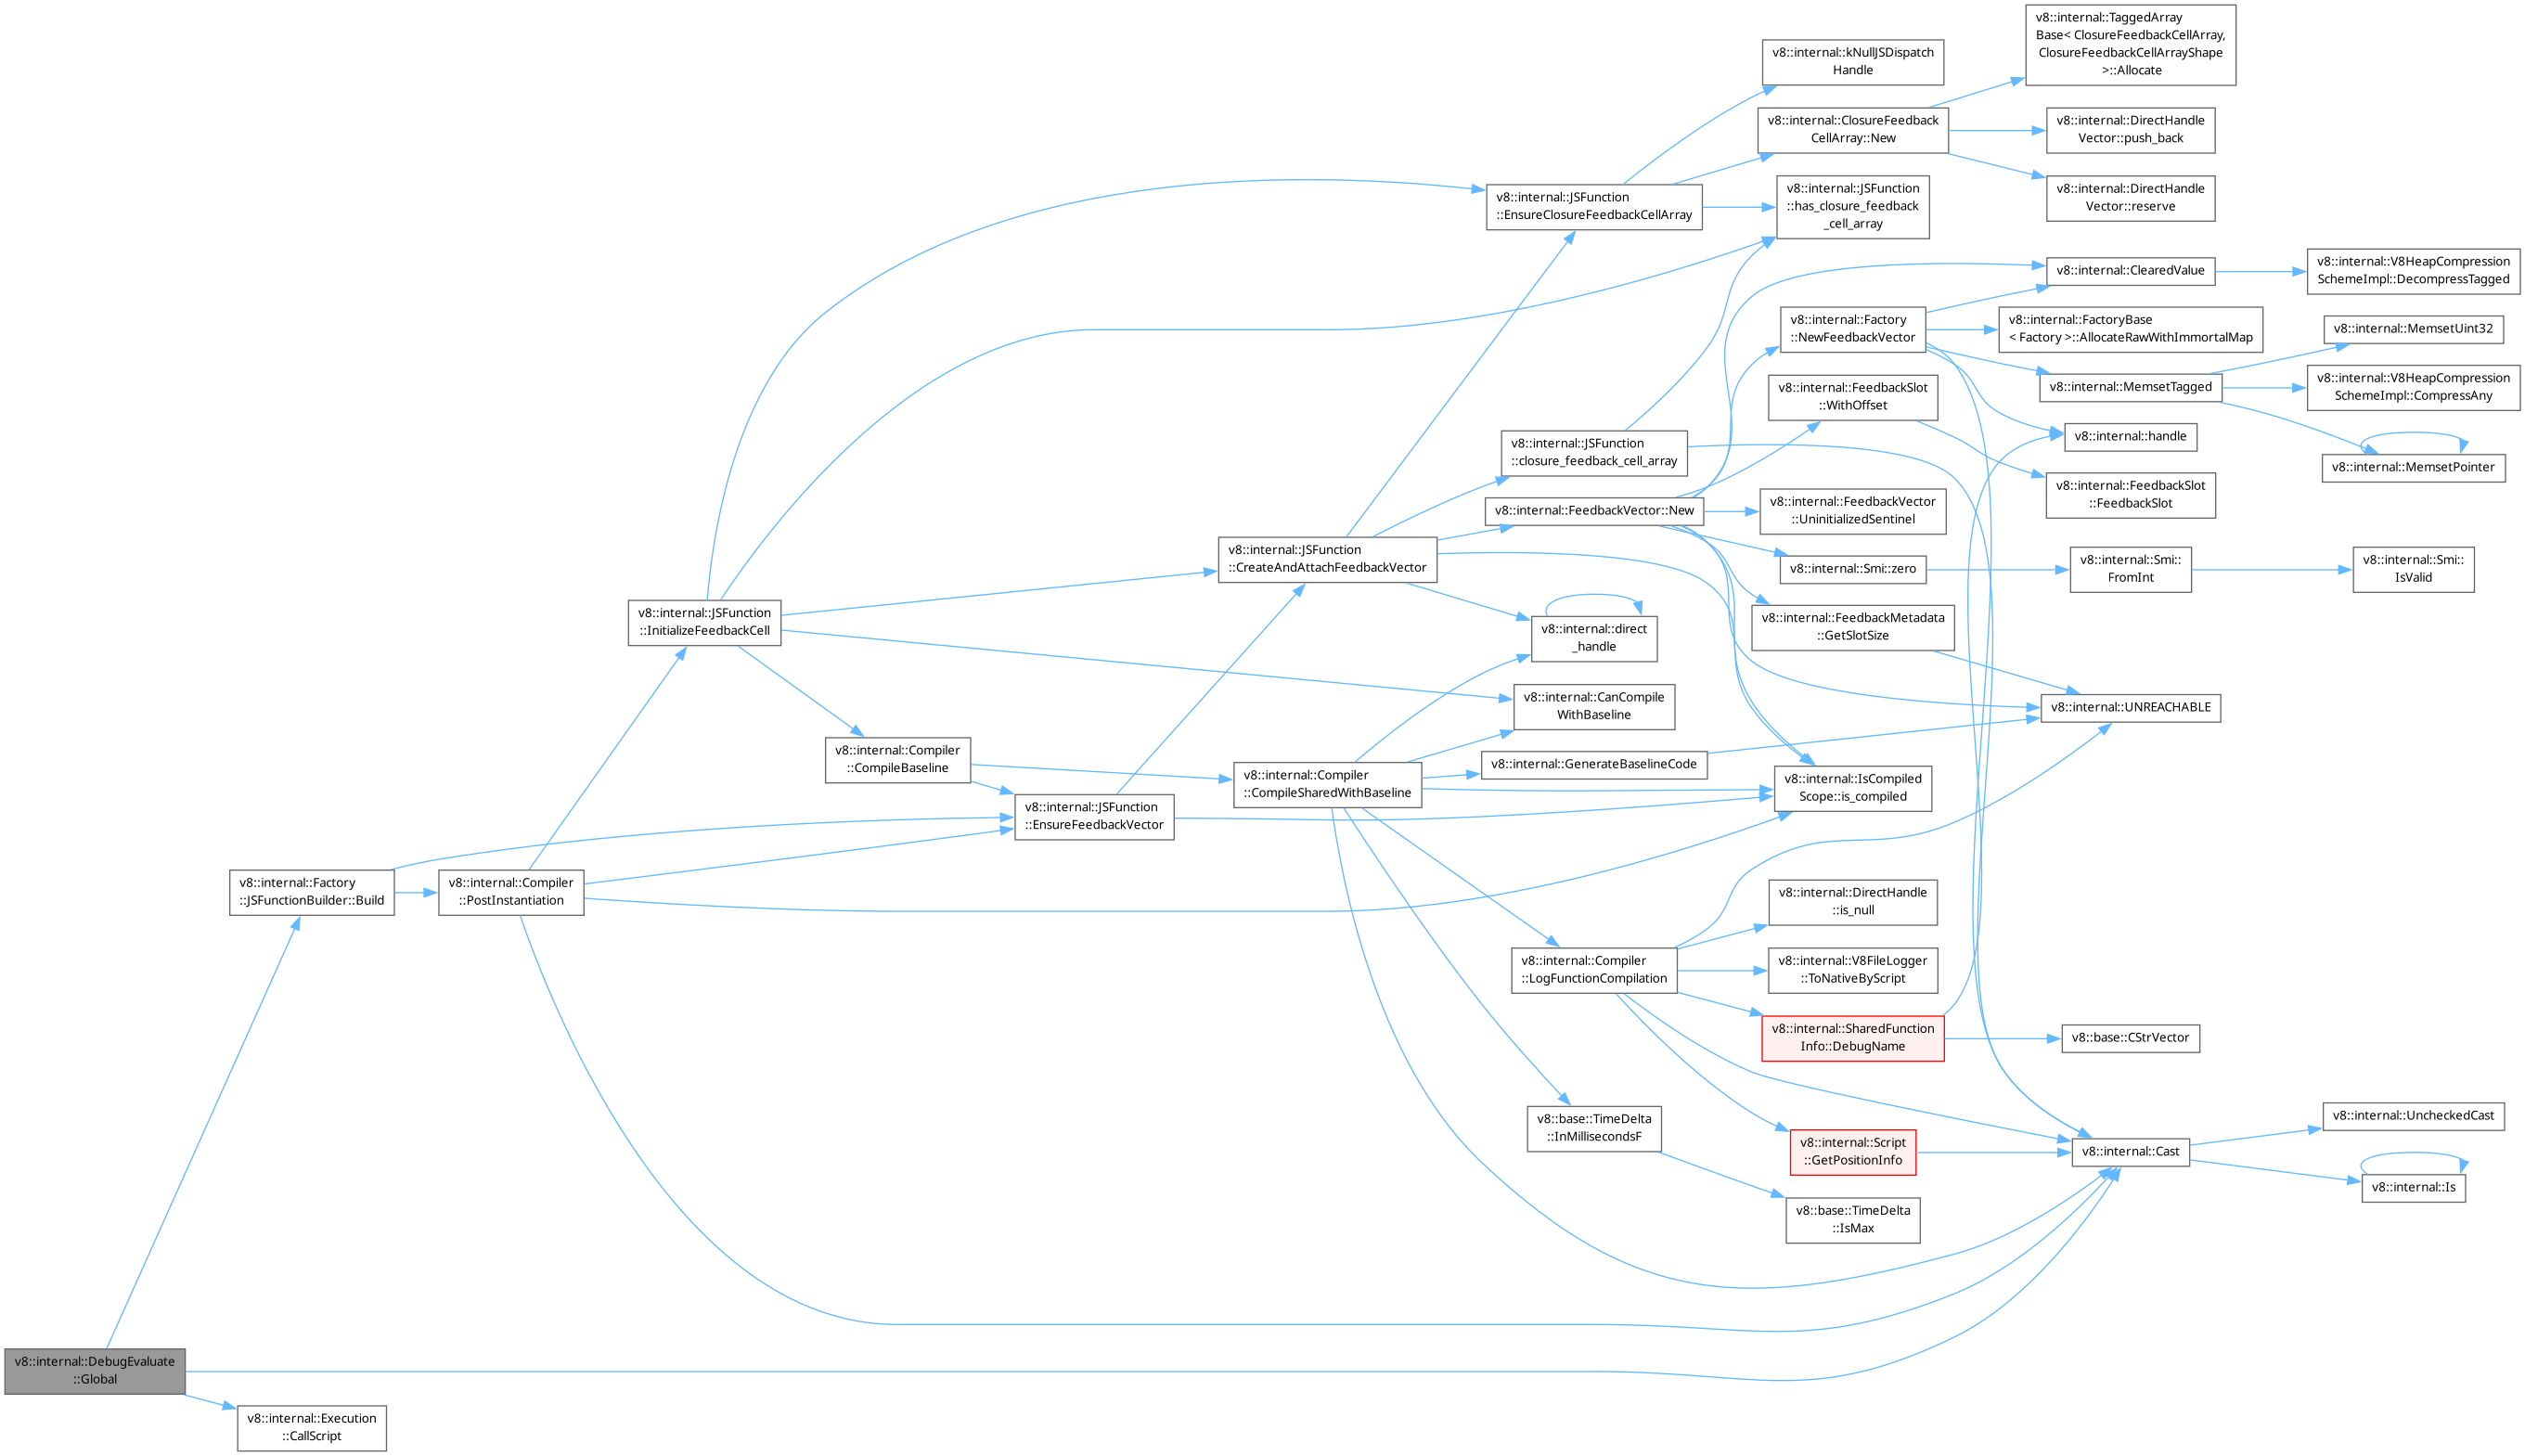 v8::internal::TaggedArray
Base< ClosureFeedbackCellArray,
ClosureFeedbackCellArrayShape
>::Allocate
v8::internal::kNullJSDispatch
Handle
v8::internal::ClosureFeedback
CellArray::New
v8::internal::DirectHandle
Vector::push_back
v8::internal::JSFunction
::EnsureClosureFeedbackCellArray
v8::internal::JSFunction
::has_closure_feedback
_cell_array
v8::internal::DirectHandle
Vector::reserve
v8::internal::ClearedValue
v8::internal::V8HeapCompression
SchemeImpl::DecompressTagged
v8::internal::Factory
::NewFeedbackVector
v8::internal::FactoryBase
< Factory >::AllocateRawWithImmortalMap
v8::internal::MemsetUint32
v8::internal::FeedbackSlot
::WithOffset
v8::internal::MemsetTagged
v8::internal::V8HeapCompression
SchemeImpl::CompressAny
v8::internal::JSFunction
::closure_feedback_cell_array
v8::internal::handle
v8::internal::MemsetPointer
v8::internal::FeedbackVector::New
v8::internal::FeedbackVector
::UninitializedSentinel
v8::internal::FeedbackSlot
::FeedbackSlot
v8::internal::JSFunction
::CreateAndAttachFeedbackVector
v8::internal::Smi::zero
v8::internal::Smi::
FromInt
v8::internal::Smi::
IsValid
v8::internal::JSFunction
::InitializeFeedbackCell
v8::internal::direct
_handle
v8::internal::FeedbackMetadata
::GetSlotSize
v8::internal::CanCompile
WithBaseline
v8::internal::UNREACHABLE
v8::internal::Compiler
::CompileBaseline
v8::internal::Compiler
::CompileSharedWithBaseline
v8::internal::GenerateBaselineCode
v8::internal::IsCompiled
Scope::is_compiled
v8::internal::JSFunction
::EnsureFeedbackVector
v8::internal::Factory
::JSFunctionBuilder::Build
v8::internal::Compiler
::PostInstantiation
v8::internal::DirectHandle
::is_null
v8::internal::Compiler
::LogFunctionCompilation
v8::internal::V8FileLogger
::ToNativeByScript
v8::internal::SharedFunction
Info::DebugName
v8::base::CStrVector
v8::base::TimeDelta
::InMillisecondsF
v8::internal::Script
::GetPositionInfo
v8::internal::Cast
v8::internal::UncheckedCast
v8::internal::Is
v8::base::TimeDelta
::IsMax
v8::internal::DebugEvaluate
::Global
v8::internal::Execution
::CallScript